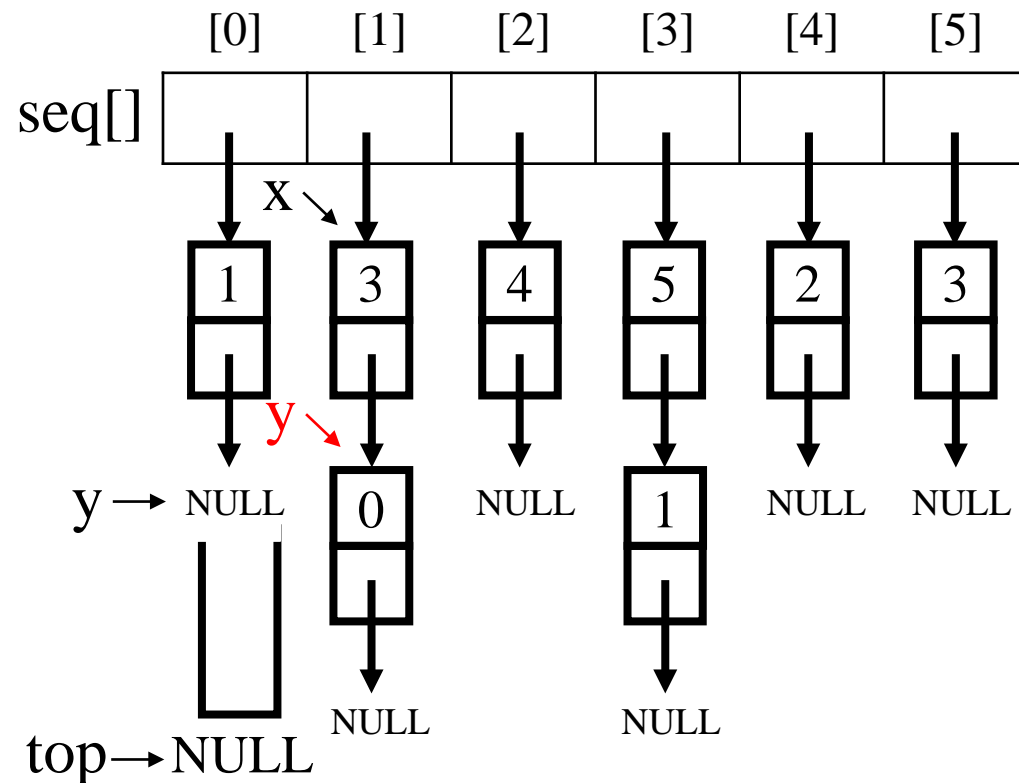 [0] [1] [2] [3] [4] [5]
seq[]
x
1 3 4 5 2 3
y
y NULL 0 NULL 1 NULL NULL
NULL NULL
top NULL